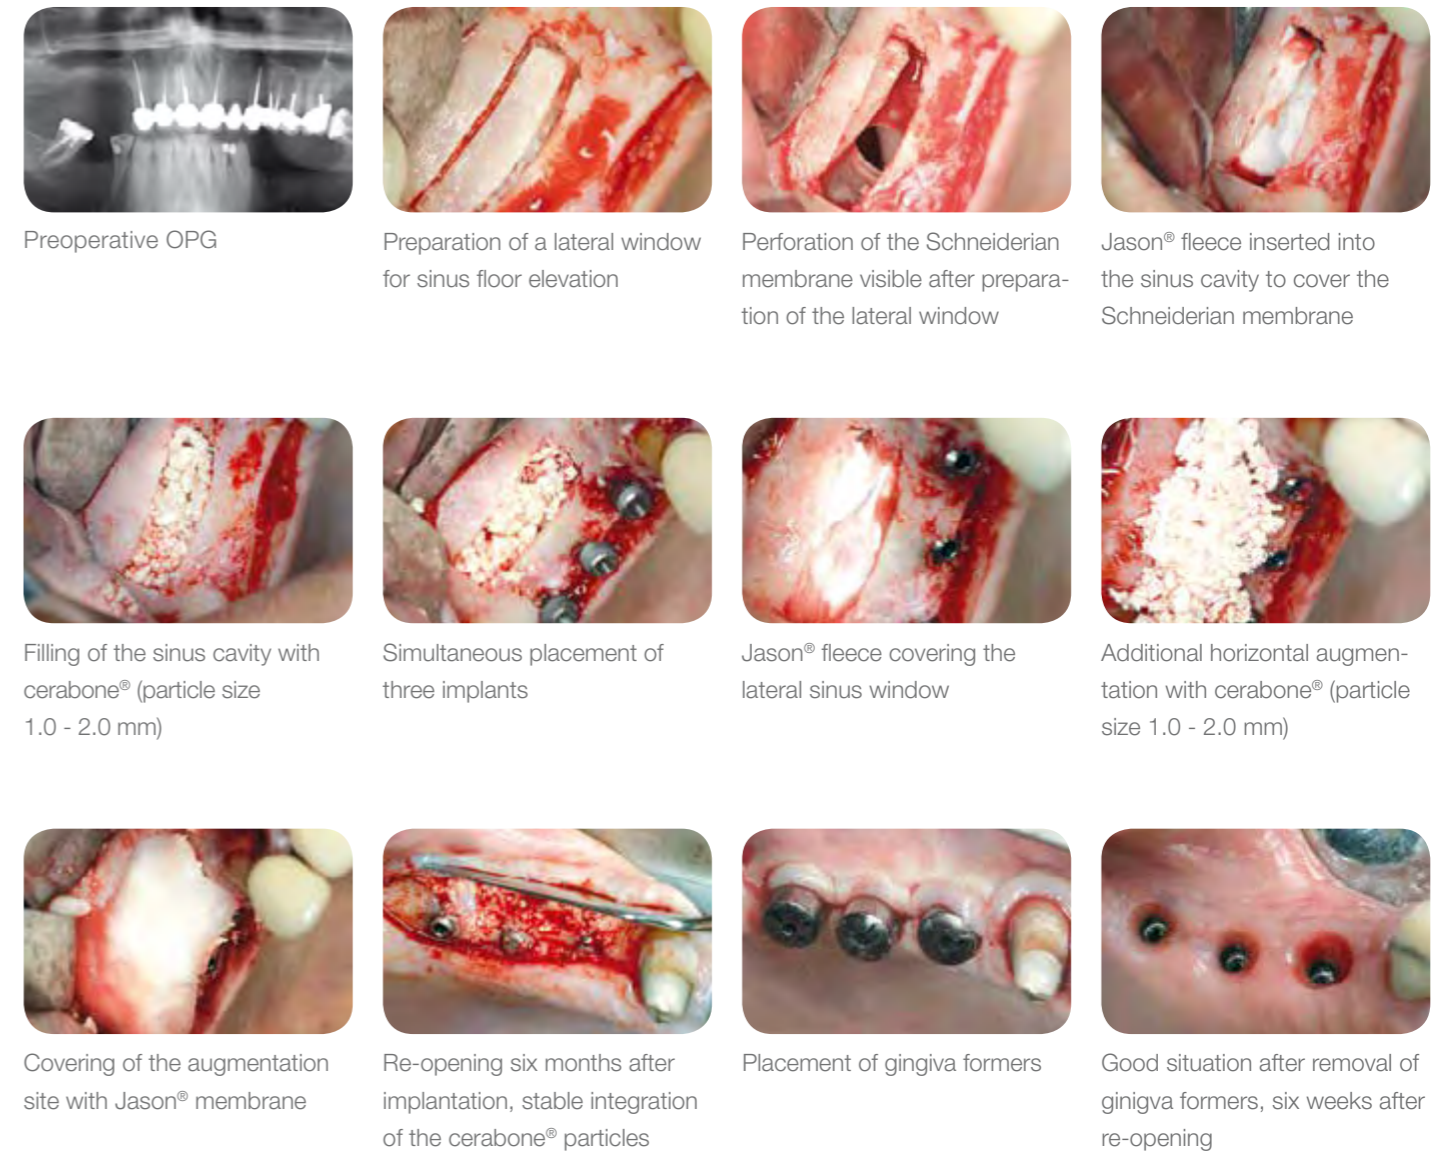 Preoperative OPG
Preparation of a lateral window
for sinus floor elevation
Perforation of the Schneiderian
membrane visible after prepara-
tion of the lateral window
Jason® fleece inserted into
the sinus cavity to cover the
Schneiderian membrane
Filling of the sinus cavity with
cerabone® (particle size
1.0 - 2.0 mm)
Simultaneous placement of
three implants
Jason® fleece covering the
lateral sinus window
Additional horizontal augmen-
tation with cerabone® (particle
size 1.0 - 2.0 mm)
Covering of the augmentation
site with Jason® membrane
Re-opening six months after
implantation, stable integration
of the cerabone® particles
Placement of gingiva formers
Good situation after removal of
ginigva formers, six weeks after
re-opening